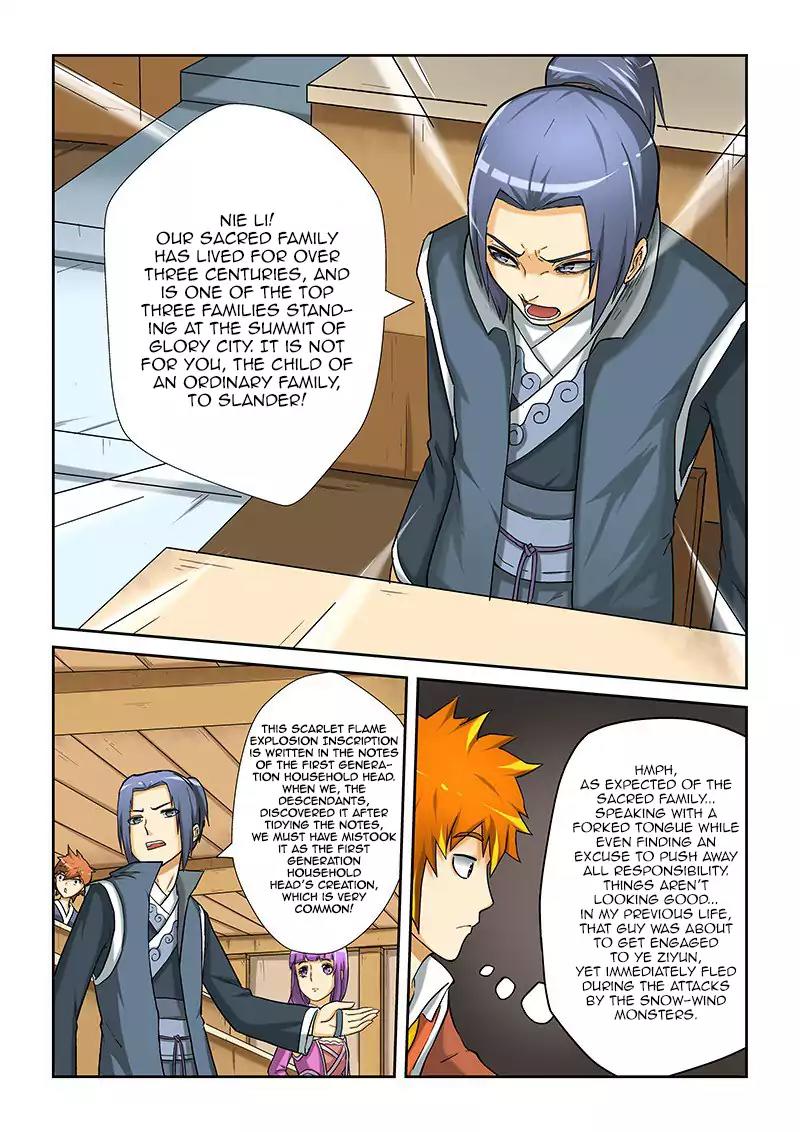 NIE LI!
OUR SACRED FAMILY
HAS LIVED FOR OVER
THREE CENTURIES, AND
IS ONE OF THE TOP
THREE FAMILIES STAND-
ING AT THE SUMMIT OF
GLORY CITY. IT IS NOT
FOR YOU, THE CHILD OF
AN ORDINARY FAMILY,
TO SLANDER!
THIS SCARLET FLAME
EXPLOSION INSCRIPTION
IS WRITTEN IN THE NOTES
OF THE FIRST GENERA-
TION HOUSEHOLD HEAD.
WHEN WE, THE
DESCENDANTS,
DISCOVERED IT AFTER
TIDYING THE NOTES,
WE MUST HAVE MISTOOK
IT AS THE FIRST
GENERATION
HOUSEHOLD
HEAD'S CREATION,
WHICH IS VERY
COMMON!
HMPH,
AS EXPECTED OF THE
SACRED FAMILY...
SPEAKING WITH A
FORKED TONGUE WHILE
EVEN FINDING AN
EXCUSE TO PUSH AWAY
ALL RESPONSIBILITY.
THINGS AREN'T
LOOKING GOOD...
IN MY PREVIOUS LIFE,
THAT GUY WAS ABOUT
TO GET ENGAGED
TO YE ZIYUN,
YET IMMEDIATELY FLED
DURING THE ATTACKS
BY THE SNOW-WIND
MONSTERS.